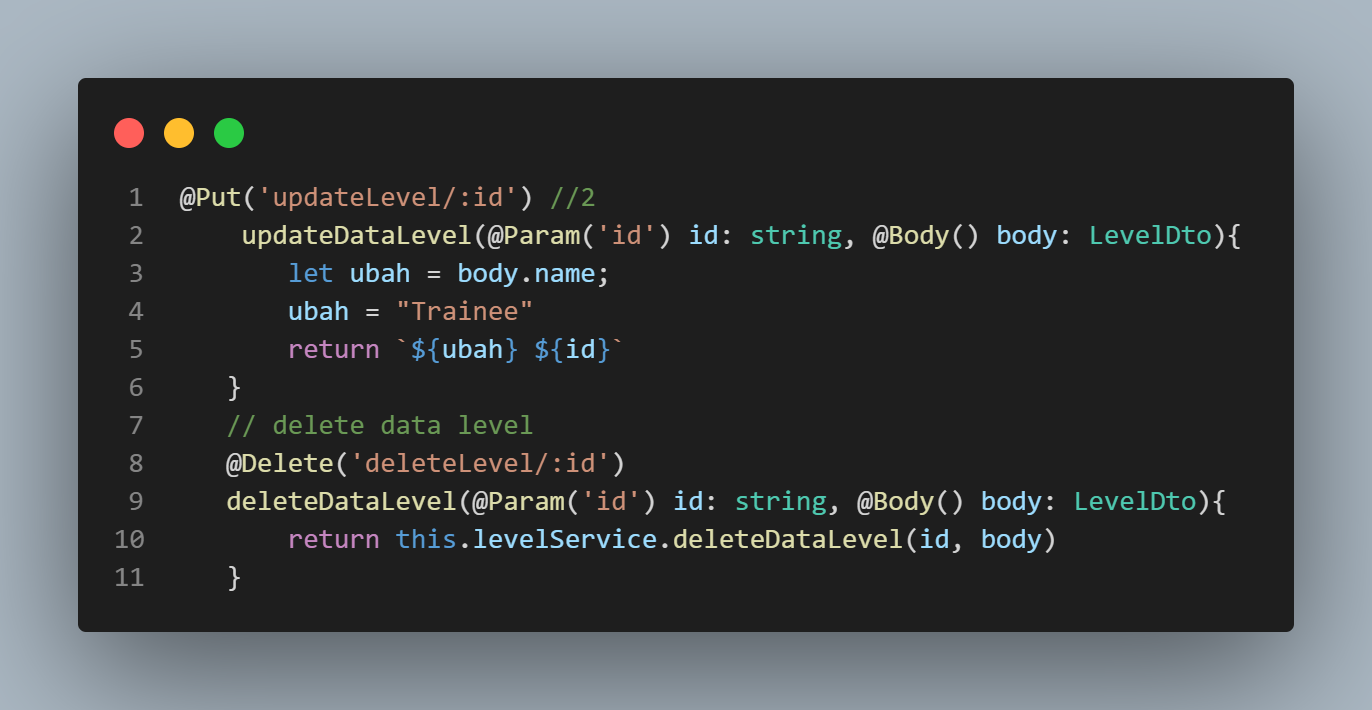 1 @Put('updateLevel/:id') //2
2 updateDataLevel(@Param('id') id: string, @Body() body: LevelDto){
3 let ubah = body.name;
4 ubah = "Trainee"
5 return `${ubah} ${id}`
6 }
7 // delete data level
8 @Delete('deleteLevel/:id')
9 deleteDataLevel(@Param('id') id: string, @Body() body: LevelDto){
10 return this.levelService.deleteDataLevel(id, body)
11 }